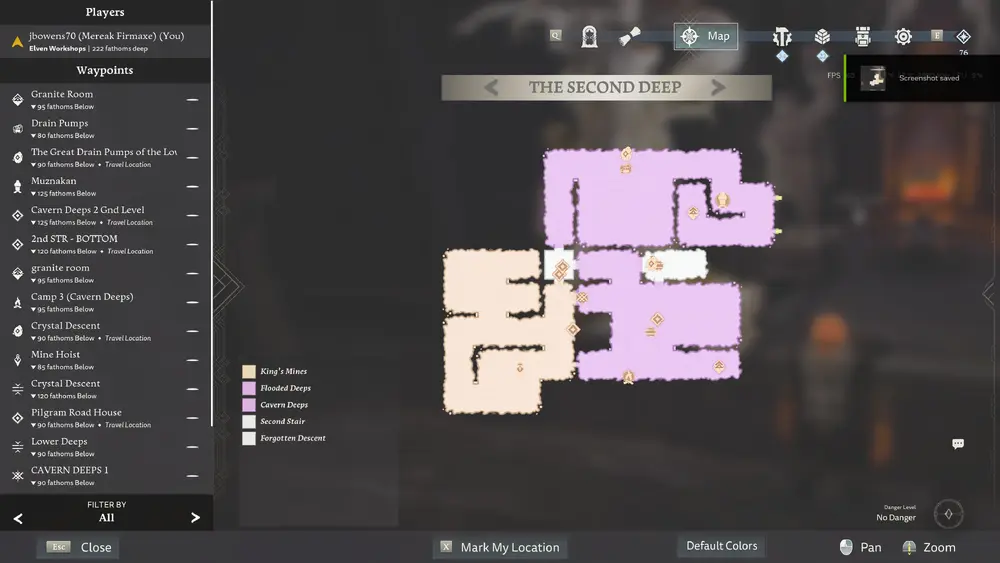 Players
jbowens70 (Mereak Firmaxe) (You)
Elven Workshops | 222 fathoms deep
Waypoints
Granite Room
95 fathoms Below
Drain Pumps
80 fathoms Below
The Great Drain Pumps of the Lov
90 fathoms Below • Travel Location
Muznakan
125 fathoms Below
Cavern Deeps 2 Gnd Level
125 fathoms Below • Travel Location
2nd STR - BOTTOM
120 fathoms Below • Travel Location
granite room
95 fathoms Below
Camp 3 (Cavern Deeps)
95 fathoms Below
Crystal Descent
90 fathoms Below • Travel Location
Mine Hoist
85 fathoms Below
Crystal Descent
120 fathoms Below
Pilgram Road House
90 fathoms Below • Travel Location
Lower Deeps
90 fathoms Below
CAVERN DEEPS 1
90 fathoms Below
FILTER BY
All
Esc Close
Q
Map
E
76
FPS
Screenshot saved
THE SECOND DEEP
King's Mines
Flooded Deeps
Cavern Deeps
Second Stair
Forgotten Descent
Danger Level
No Danger
X Mark My Location
Default Colors
Pan
Zoom